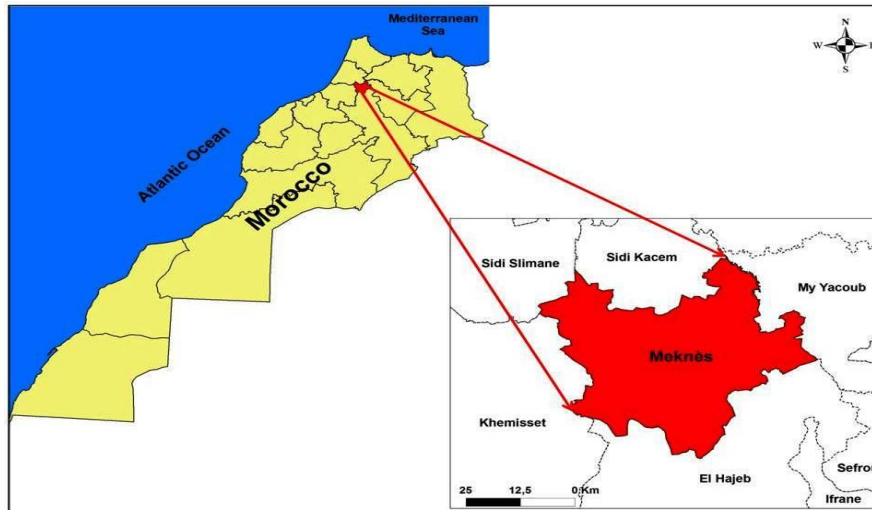 Mediterranean
Sea
N
W
E
S
Atlantic Ocean
Morocco
Sidi Slimane
Sidi Kacem
My Yacoub
Meknès
Khemisset
El Hajeb
Sefro
Ifrane
25 12,5 0 Km